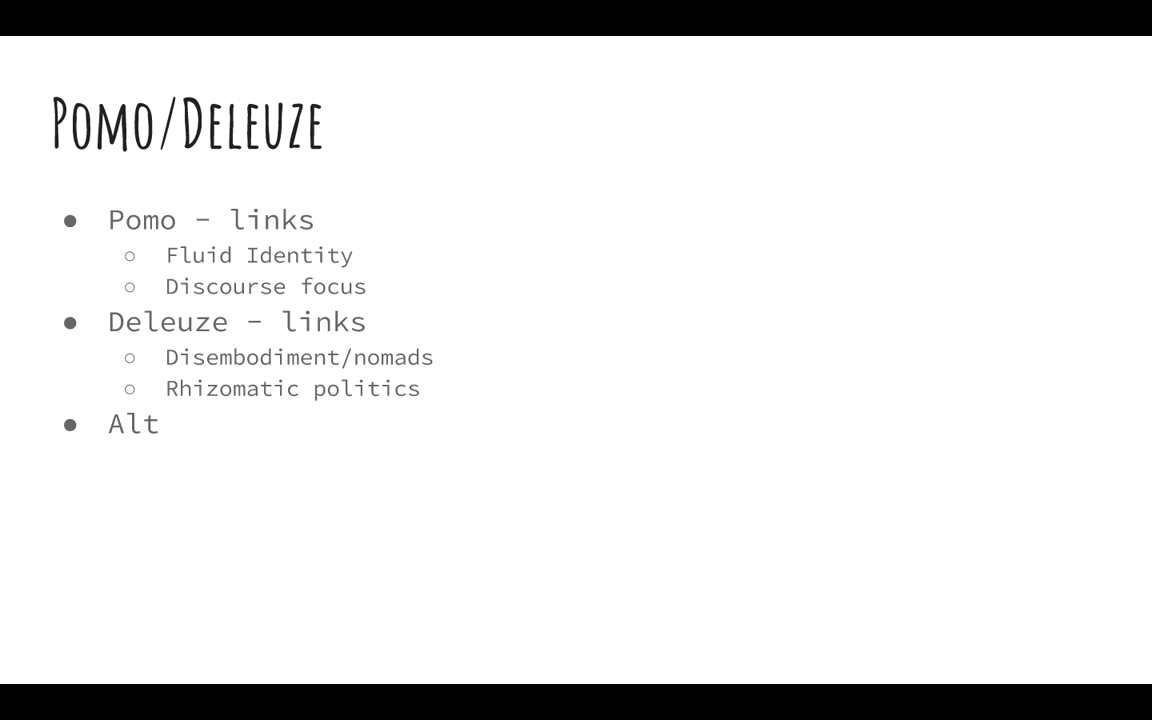 Pomo/Deleuze
● Pomo - links
○ Fluid Identity
○ Discourse focus
● Deleuze - links
○ Disembodiment/nomads
○ Rhizomatic politics
● Alt